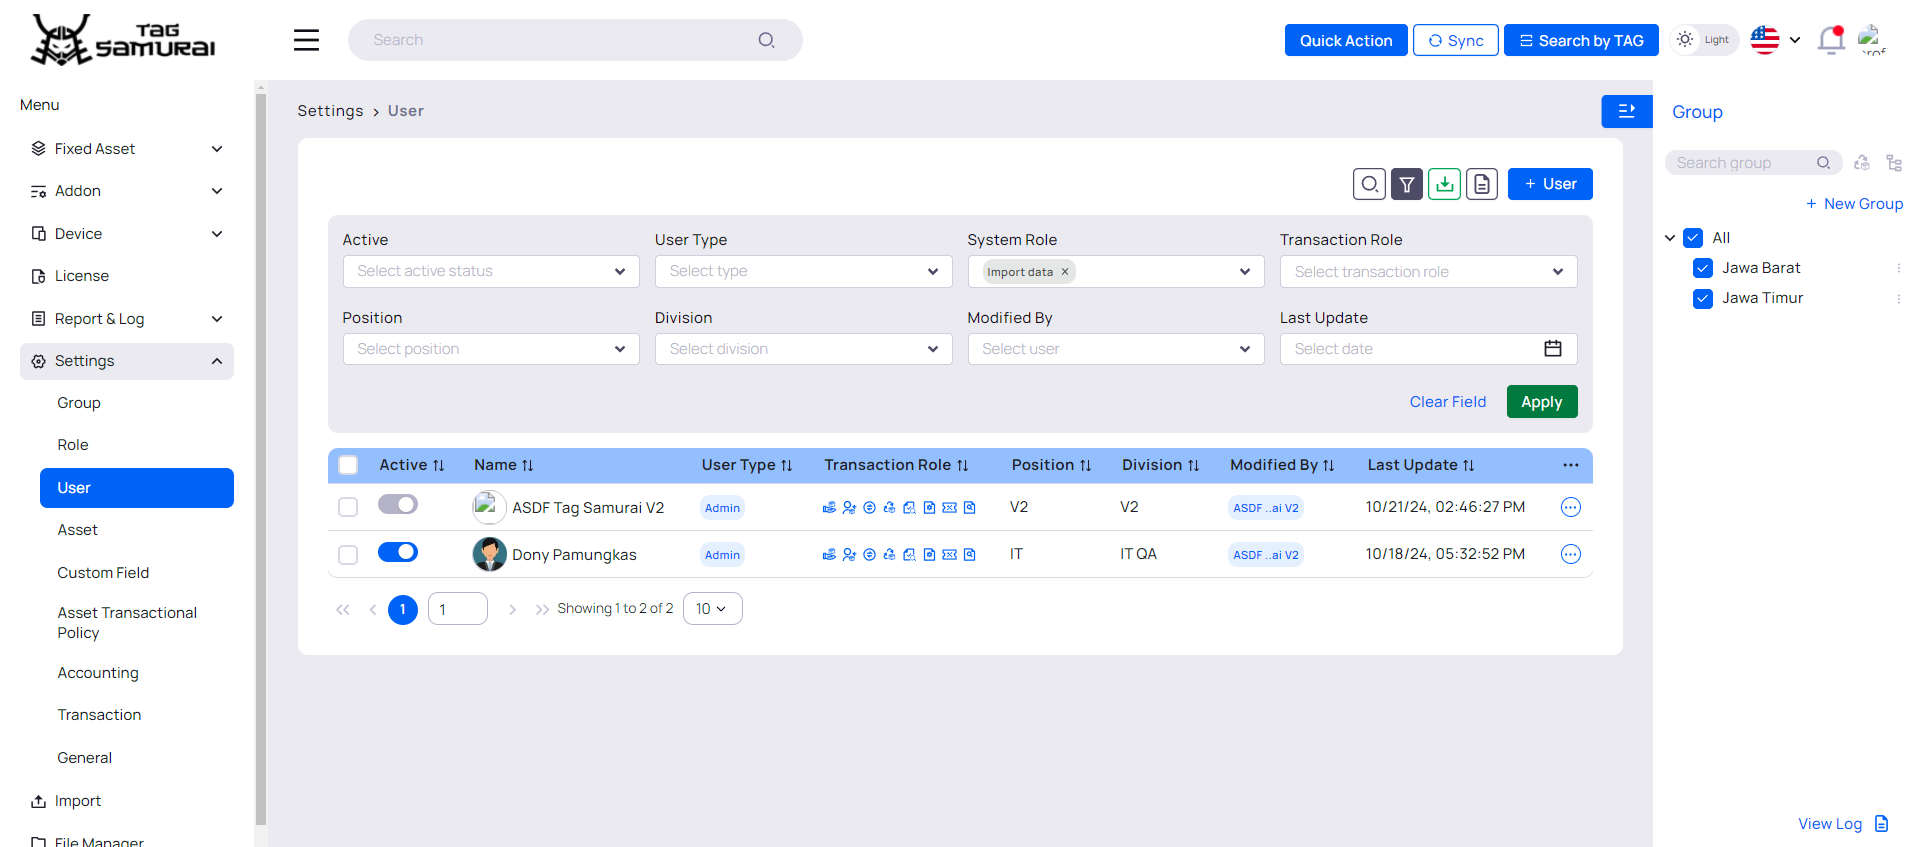 TAG
SAMURAI
Search
Quick Action
Sync
Search by TAG
Light
prof
Menu
Fixed Asset
Addon
Device
License
Report & Log
Settings
Group
Role
User
Asset
Custom Field
Asset Transactional
Policy
Accounting
Transaction
General
Import
File Manager
Settings > User
+ User
Active
User Type
System Role
Transaction Role
Select active status
Select type
Import data ×
Select transaction role
Position
Division
Modified By
Last Update
Select position
Select division
Select user
Select date
Clear Field
Apply
Active Name User Type Transaction Role Position Division Modified By Last Update
ASDF Tag Samurai V2 Admin V2 V2 ASDF ..ai V2 10/21/24, 02:46:27 PM
Dony Pamungkas Admin IT IT QA ASDF ..ai V2 10/18/24, 05:32:52 PM
1 1 Showing 1 to 2 of 2 10
Group
Search group
+ New Group
All
Jawa Barat
Jawa Timur
View Log